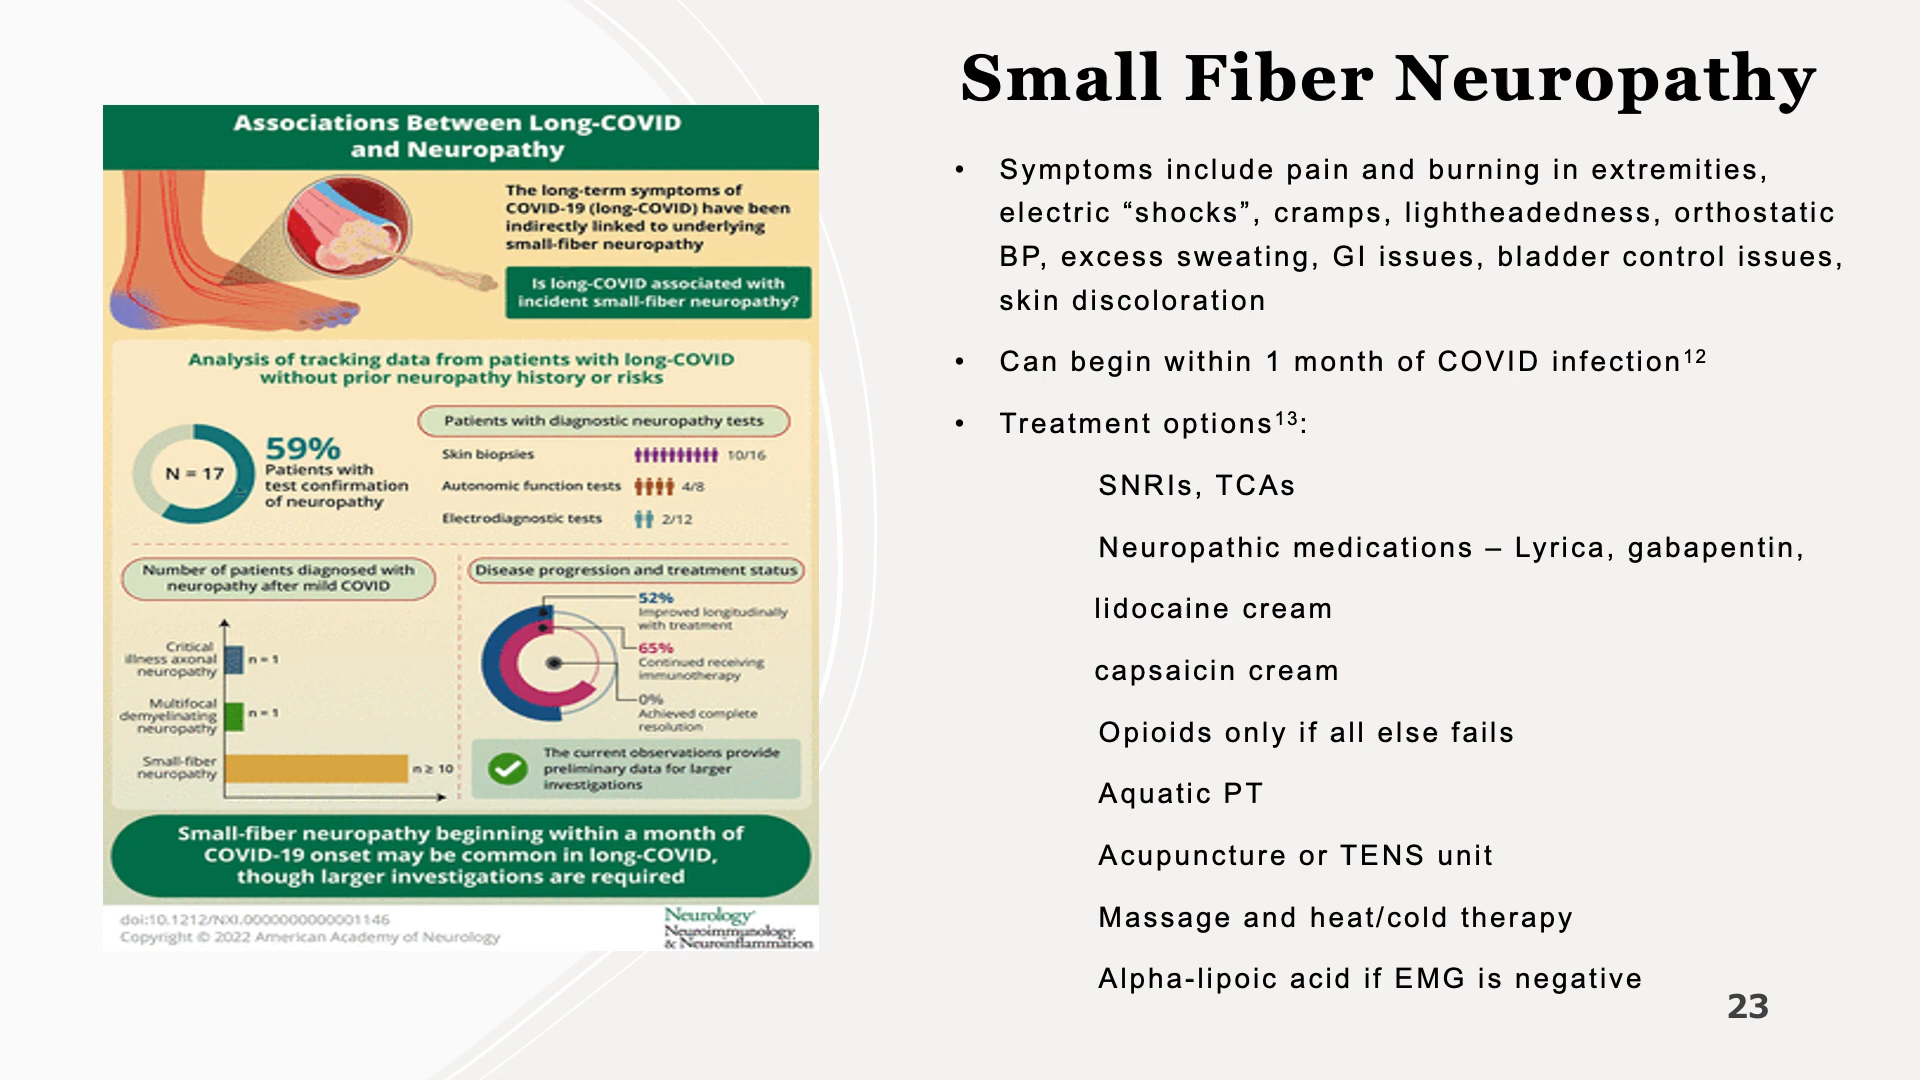 Small Fiber Neuropathy
Associations Between Long-COVID
and Neuropathy
The long-term symptoms of
COVID-19 (long-COVID) have been
indirectly linked to underlying
small-fiber neuropathy
Is long-COVID associated with
incident small-fiber neuropathy?
Analysis of tracking data from patients with long-COVID
without prior neuropathy history or risks
N = 17
59%
Patients with
test confirmation
of neuropathy
Patients with diagnostic neuropathy tests
Skin biopsies 10/16
Autonomic function tests 4/8
Electrodiagnostic tests 2/12
Number of patients diagnosed with
neuropathy after mild COVID
Critical
illness axonal
neuropathy
n = 1
Multifocal
demyelinating
neuropathy
n = 1
Small-fiber
neuropathy
n ≥ 10
Disease progression and treatment status
52%
Improved longitudinally
with treatment
65%
Continued receiving
immunotherapy
0%
Achieved complete
resolution
The current observations provide
preliminary data for larger
investigations
Small-fiber neuropathy beginning within a month of
COVID-19 onset may be common in long-COVID,
though larger investigations are required
doi:10.1212/NXI.0000000000001146
Copyright © 2022 American Academy of Neurology
Neurology®
Neuroimmunology
& Neuroinflammation
• Symptoms include pain and burning in extremities,
electric “shocks”, cramps, lightheadedness, orthostatic
BP, excess sweating, GI issues, bladder control issues,
skin discoloration
• Can begin within 1 month of COVID infection¹²
• Treatment options¹³:
SNRIs, TCAs
Neuropathic medications – Lyrica, gabapentin,
lidocaine cream
capsaicin cream
Opioids only if all else fails
Aquatic PT
Acupuncture or TENS unit
Massage and heat/cold therapy
Alpha-lipoic acid if EMG is negative
23